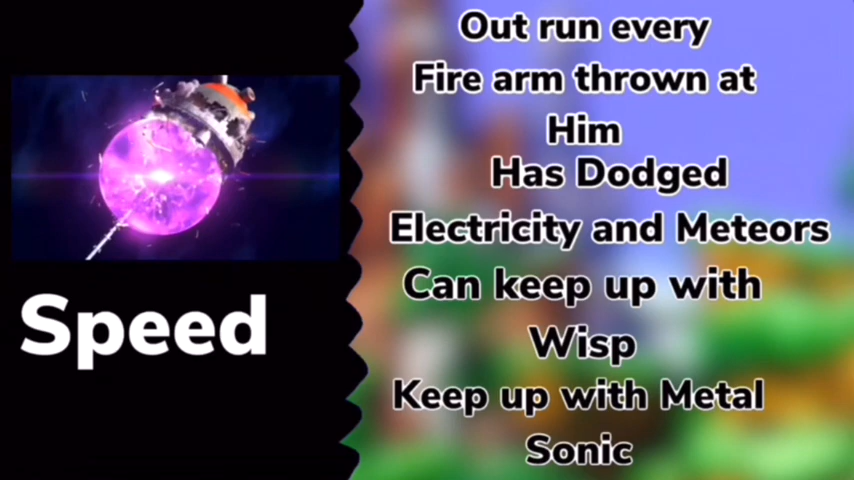 Out run every
Fire arm thrown at
Him
Has Dodged
Electricity and Meteors
Can keep up with
Wisp
Keep up with Metal
Sonic
Speed